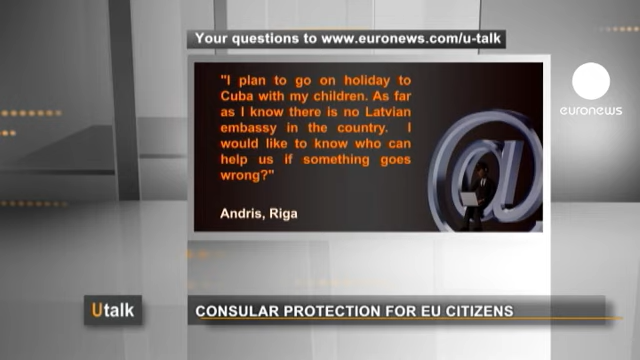 Your questions to www.euronews.com/u-talk
"I plan to go on holiday to
Cuba with my children. As far
as I know there is no Latvian
embassy in the country. I
would like to know who can
help us if something goes
wrong?"
Andris, Riga
@
euronews
Utalk
CONSULAR PROTECTION FOR EU CITIZENS